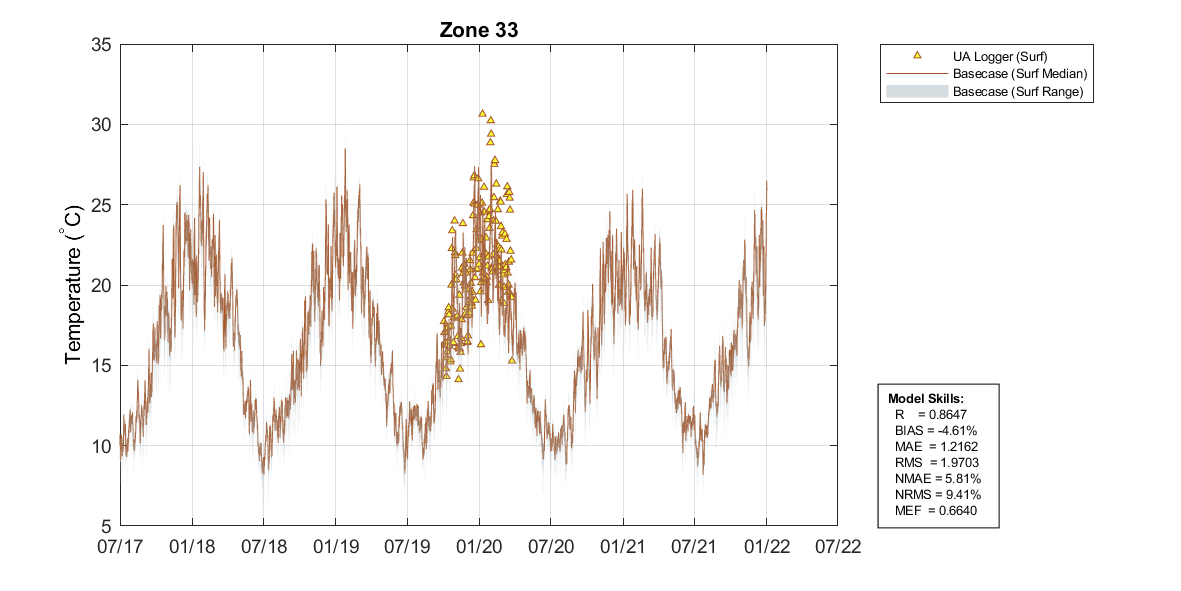 Zone 33
Temperature (°C)
35
30
25
20
15
10
5
07/17 01/18 07/18 01/19 07/19 01/20 07/20 01/21 07/21 01/22 07/22
UA Logger (Surf)
Basecase (Surf Median)
Basecase (Surf Range)
Model Skills:
R = 0.8647
BIAS = -4.61%
MAE = 1.2162
RMS = 1.9703
NMAE = 5.81%
NRMS = 9.41%
MEF = 0.6640